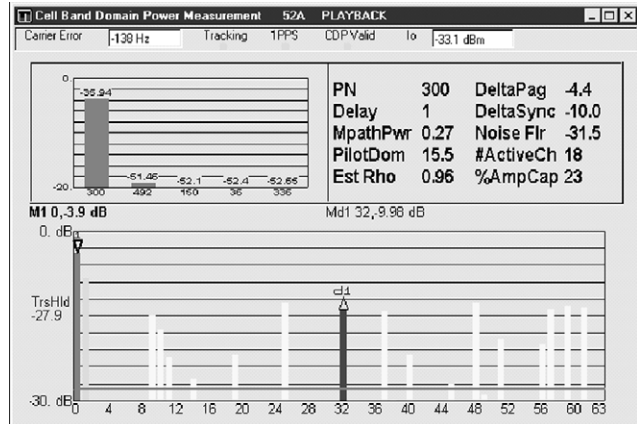 Cell Band Domain Power Measurement 52A PLAYBACK
Carrier Error -138 Hz Tracking 1PPS CDP Valid Io -33.1 dBm
0.
-35.94
-51.46 -52.1 -52.4 -52.65
-20.
300 492 160 36 336
PN 300 DeltaPag -4.4
Delay 1 DeltaSync -10.0
MpathPwr 0.27 Noise Flr -31.5
PilotDom 15.5 #ActiveCh 18
Est Rho 0.96 %AmpCap 23
M1 0,-3.9 dB Md1 32,-9.98 dB
0. dB
d1
TrsHld
-27.9
-30. dB
0 4 8 12 16 20 24 28 32 36 40 44 48 52 56 60 63